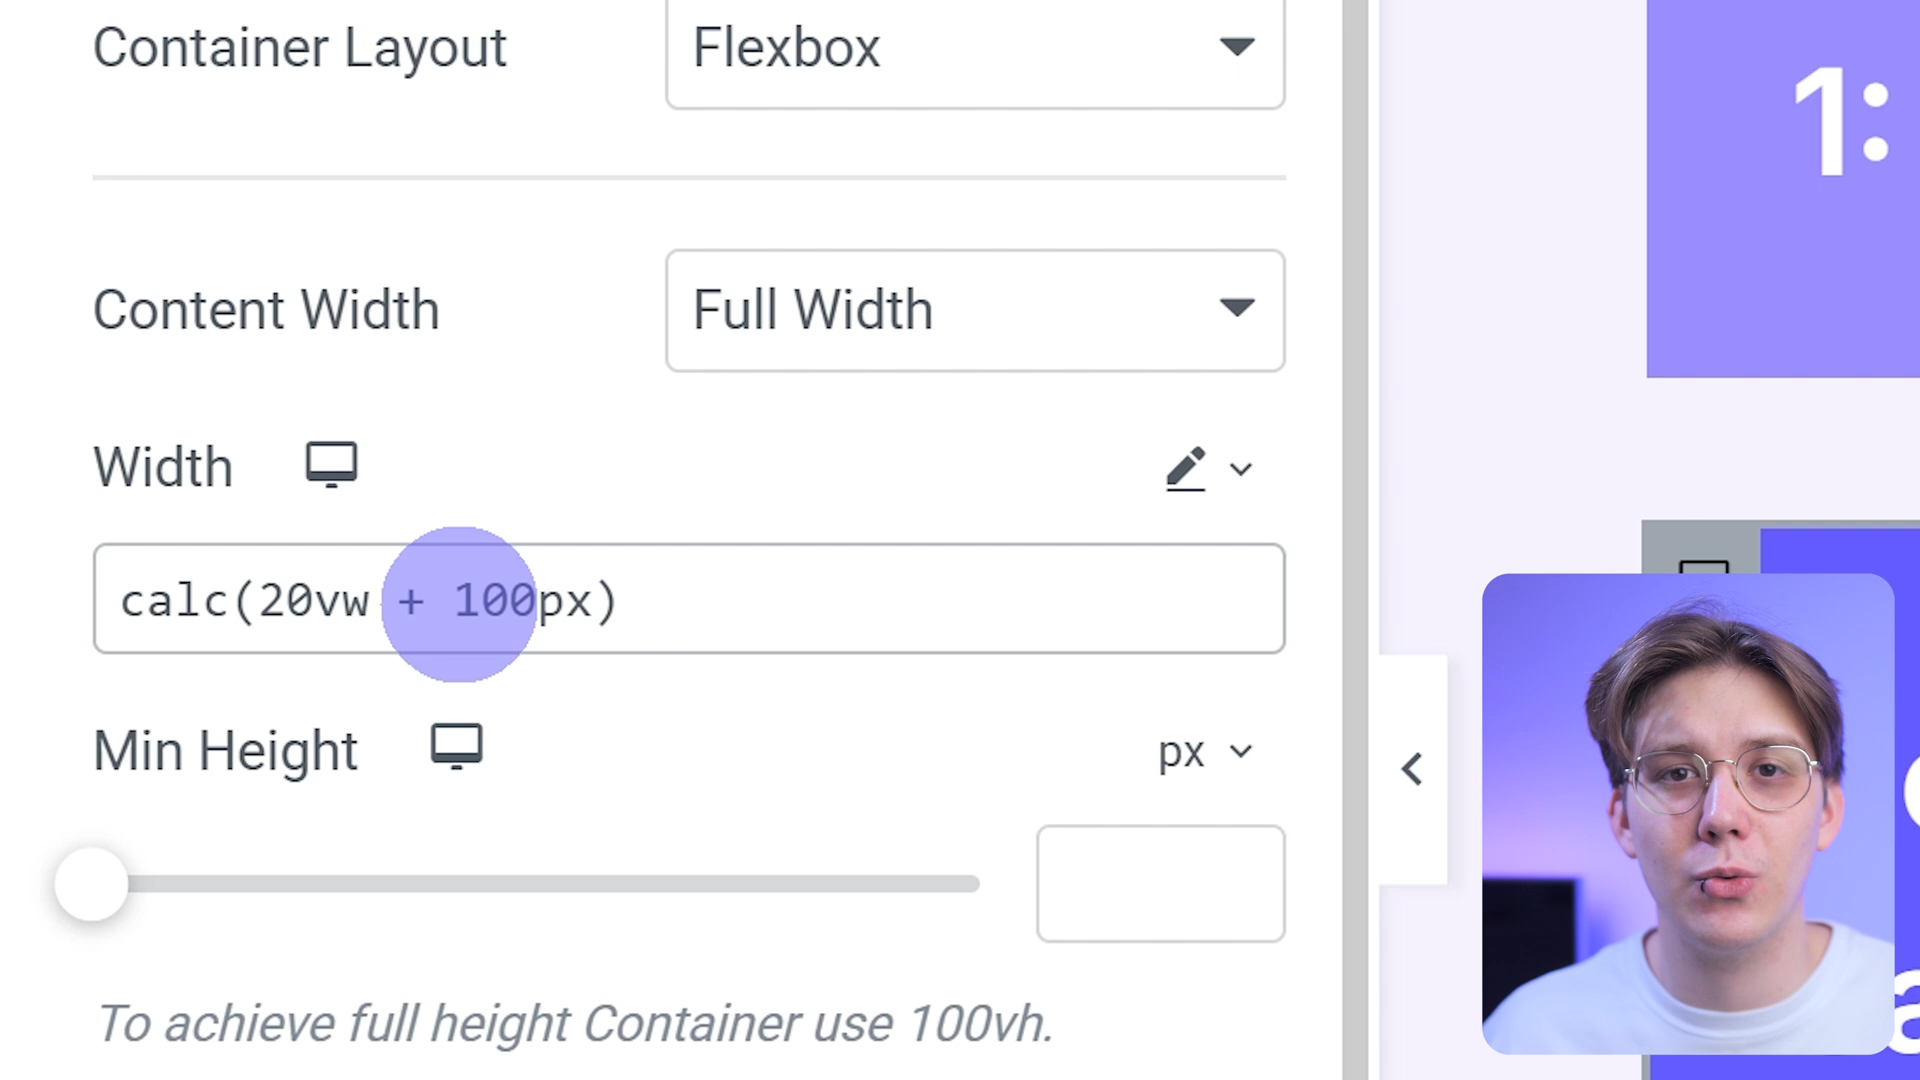 Container Layout Flexbox
1:
Content Width Full Width
Width
calc(20vw + 100px)
Min Height px
To achieve full height Container use 100vh.
a